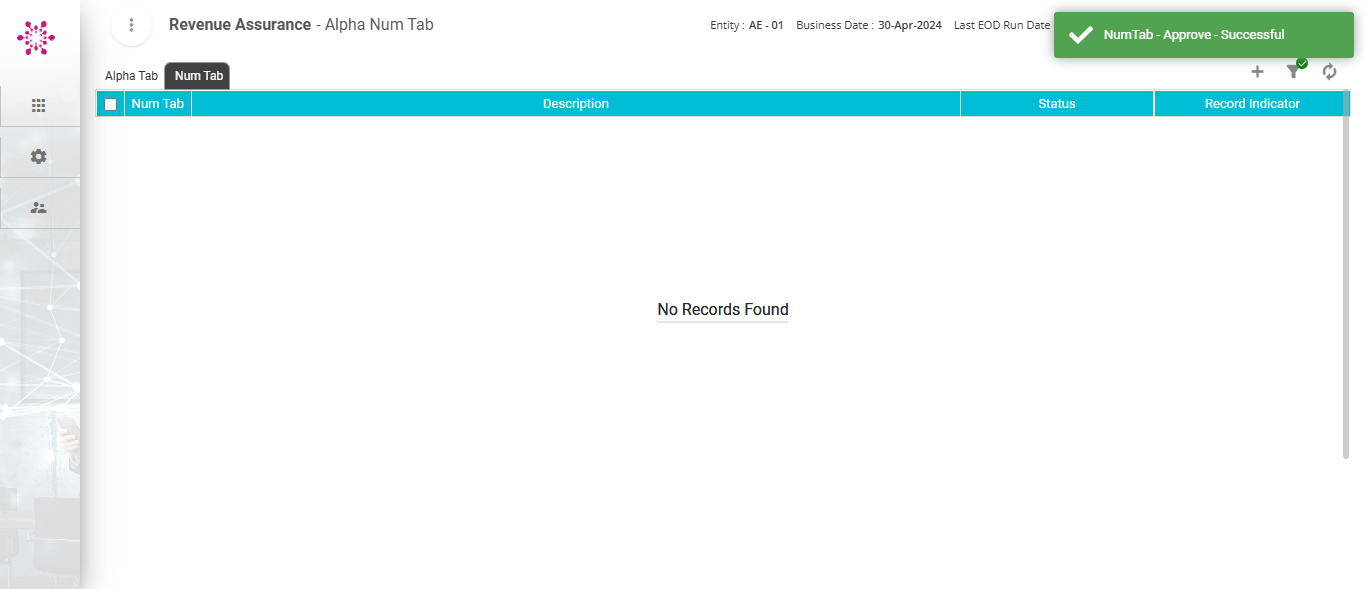 Revenue Assurance - Alpha Num Tab
Entity : AE - 01 Business Date : 30-Apr-2024 Last EOD Run Date
NumTab - Approve - Successful
Alpha Tab Num Tab
Num Tab Description Status Record Indicator
No Records Found